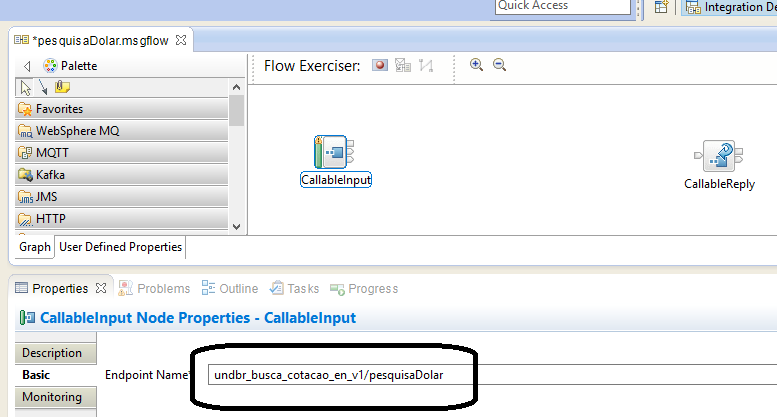 Quick Access
Integration De
*pesquisaDolar.msgflow
Palette
Flow Exerciser:
Favorites
WebSphere MQ
MQTT
Kafka
JMS
HTTP
CallableInput
CallableReply
Graph
User Defined Properties
Properties
Problems
Outline
Tasks
Progress
CallableInput Node Properties - CallableInput
Description
Basic
Monitoring
Endpoint Name*
undbr_busca_cotacao_en_v1/pesquisaDolar